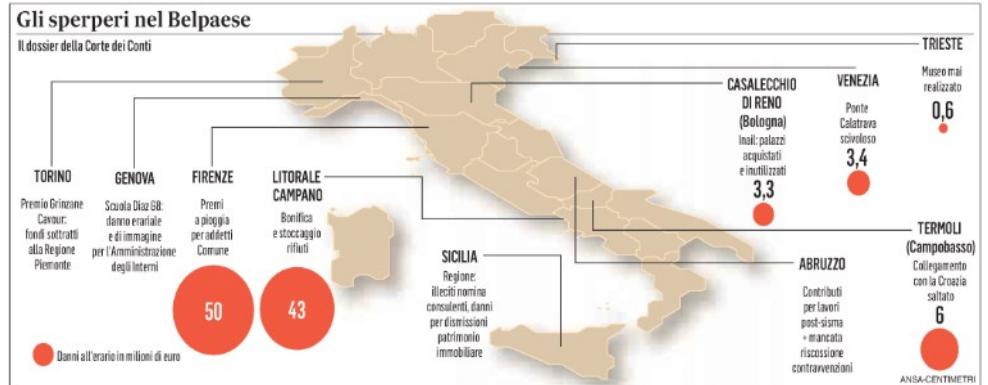 Gli sperperi nel Belpaese
Il dossier della Corte dei Conti
TORINO
Premio Grinzane
Cavour:
fondi sottratti
alla Regione
Piemonte
GENOVA
Scuola Diaz G8:
danno erariale
e di immagine
per l'Amministrazione
degli Interni
FIRENZE
Premi
a pioggia
per addetti
Comune
50
LITORALE
CAMPANO
Bonifica
e stoccaggio
rifiuti
43
SICILIA
Regione:
illeciti nomina
consulenti, danni
per dismissioni
patrimonio
immobiliare
CASALECCHIO
DI RENO
(Bologna)
Inail: palazzi
acquistati
e inutilizzati
3,3
VENEZIA
Ponte
Calatrava
scivoloso
3,4
TRIESTE
Museo mai
realizzato
0,6
ABRUZZO
Contributi
per lavori
post-sisma
+ mancata
riscossione
contravvenzioni
TERMOLI
(Campobasso)
Collegamento
con la Croazia
saltato
6
Danni all'erario in milioni di euro
ANSA-CENTIMETRI